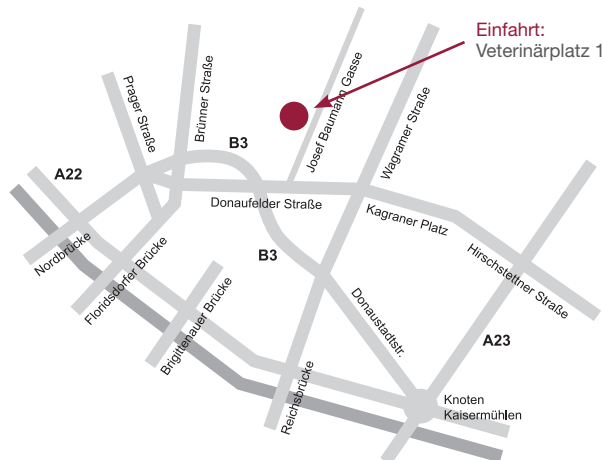 Einfahrt:
Veterinärplatz 1
Prager Straße
Brünner Straße
Josef Baumann Gasse
Wagramer Straße
B3
A22
Donaufelder Straße
Kagraner Platz
Nordbrücke
Floridsdorfer Brücke
B3
Hirschstettner Straße
Brigittenauer Brücke
Donaustadtstr.
A23
Reichsbrücke
Knoten
Kaisermühlen